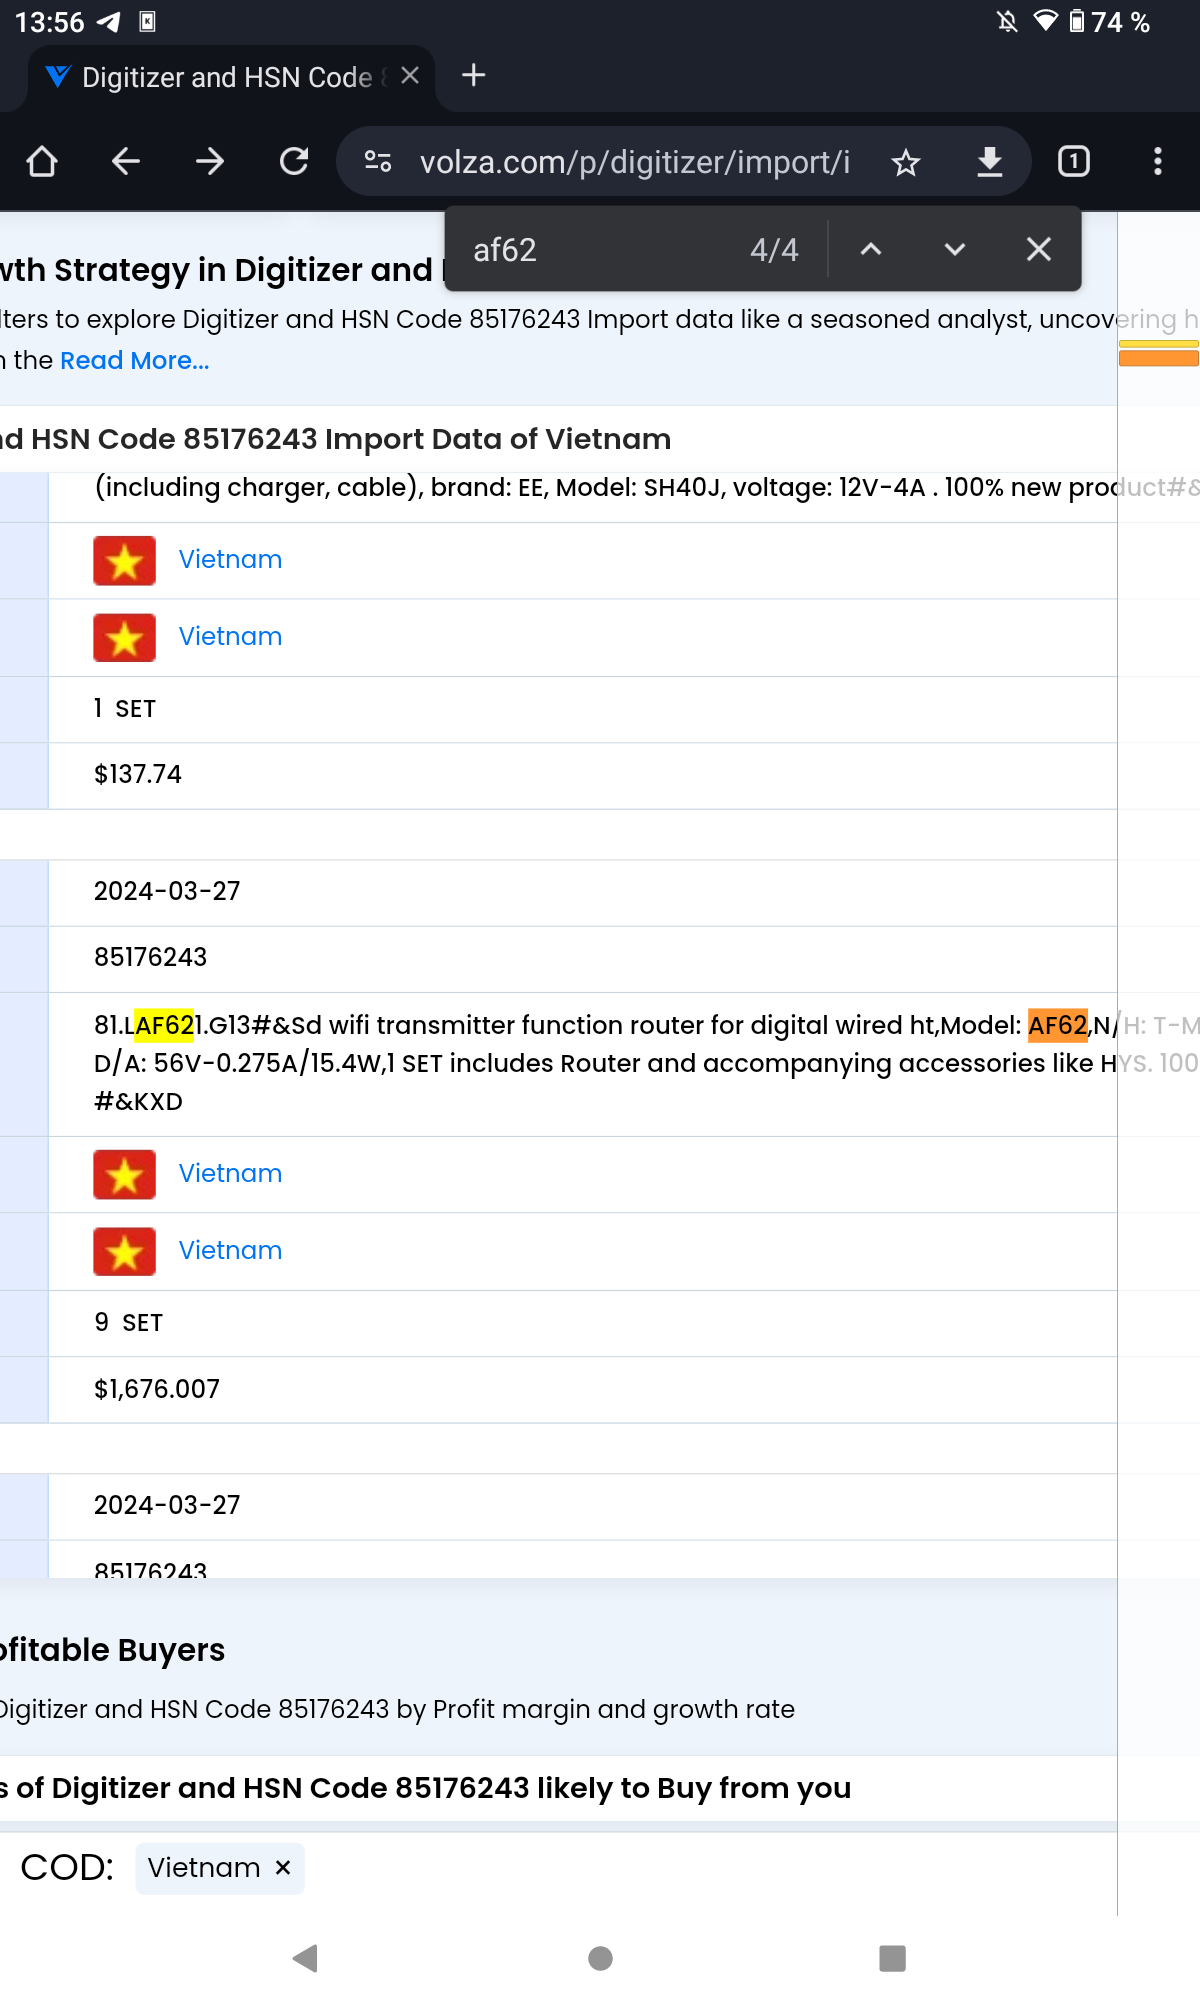 13:56
74 %
Digitizer and HSN Code
volza.com/p/digitizer/import/i
1
af62
4/4
wth Strategy in Digitizer and
lters to explore Digitizer and HSN Code 85176243 Import data like a seasoned analyst, uncovering h
n the Read More...
nd HSN Code 85176243 Import Data of Vietnam
(including charger, cable), brand: EE, Model: SH40J, voltage: 12V-4A . 100% new product#&
Vietnam
Vietnam
1 SET
$137.74
2024-03-27
85176243
81.LAF621.G13#&Sd wifi transmitter function router for digital wired ht,Model: AF62,N/H: T-M
D/A: 56V-0.275A/15.4W,1 SET includes Router and accompanying accessories like HYS. 100
#&KXD
Vietnam
Vietnam
9 SET
$1,676.007
2024-03-27
85176243
ofitable Buyers
Digitizer and HSN Code 85176243 by Profit margin and growth rate
s of Digitizer and HSN Code 85176243 likely to Buy from you
COD: Vietnam ×